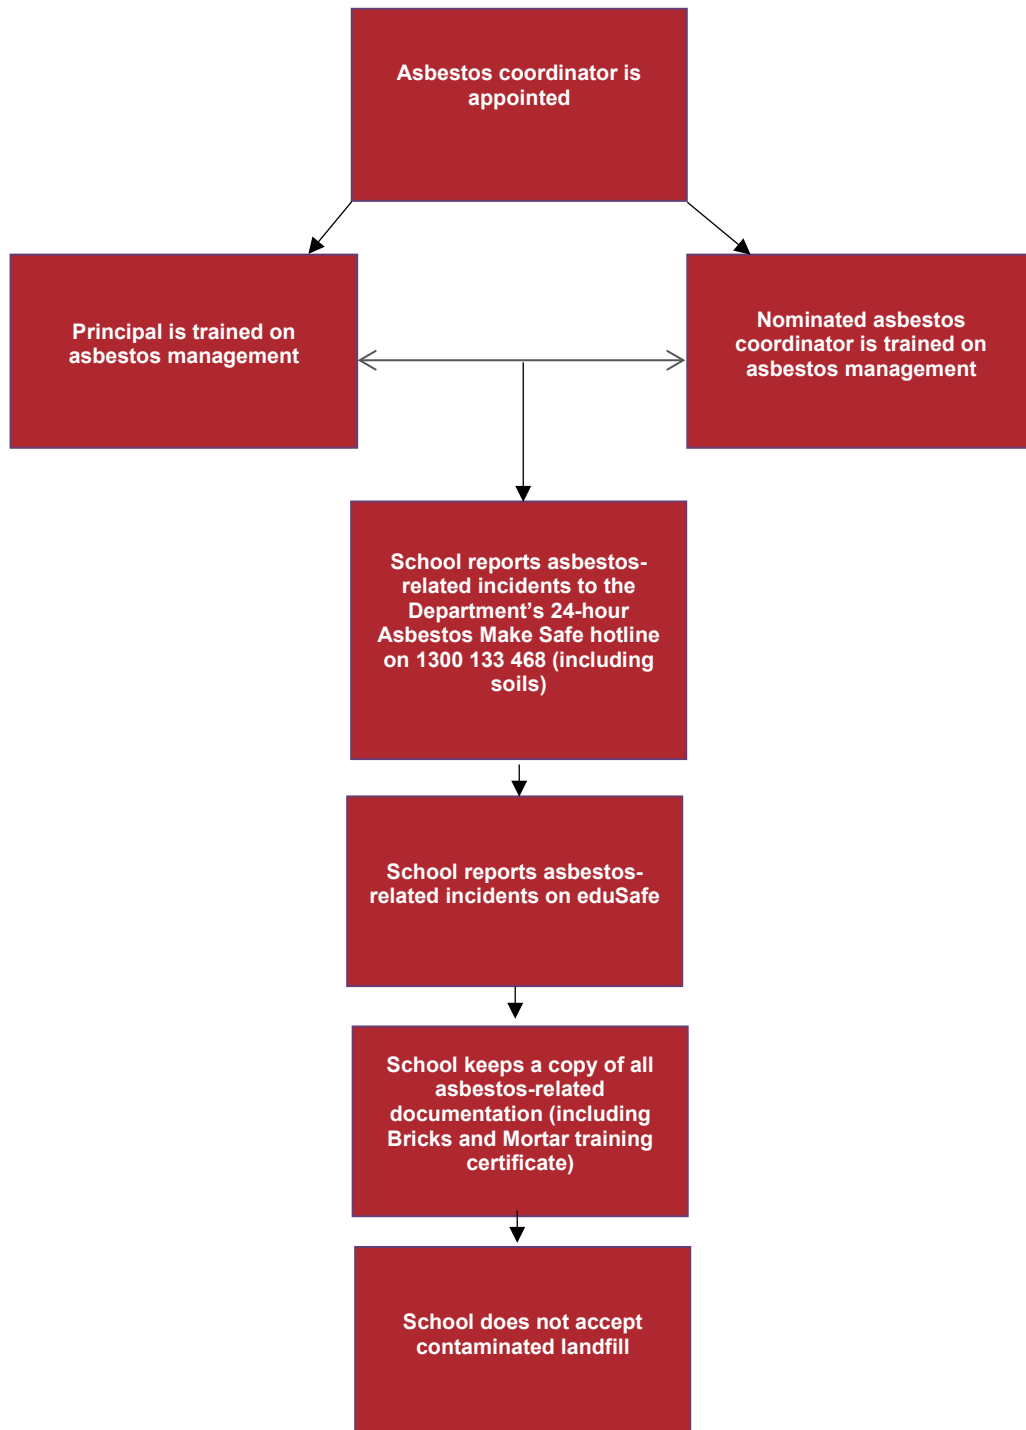 Asbestos coordinator is
appointed
Principal is trained on
asbestos management
Nominated asbestos
coordinator is trained on
asbestos management
School reports asbestos-
related incidents to the
Department’s 24-hour
Asbestos Make Safe hotline
on 1300 133 468 (including
soils)
School reports asbestos-
related incidents on eduSafe
School keeps a copy of all
asbestos-related
documentation (including
Bricks and Mortar training
certificate)
School does not accept
contaminated landfill